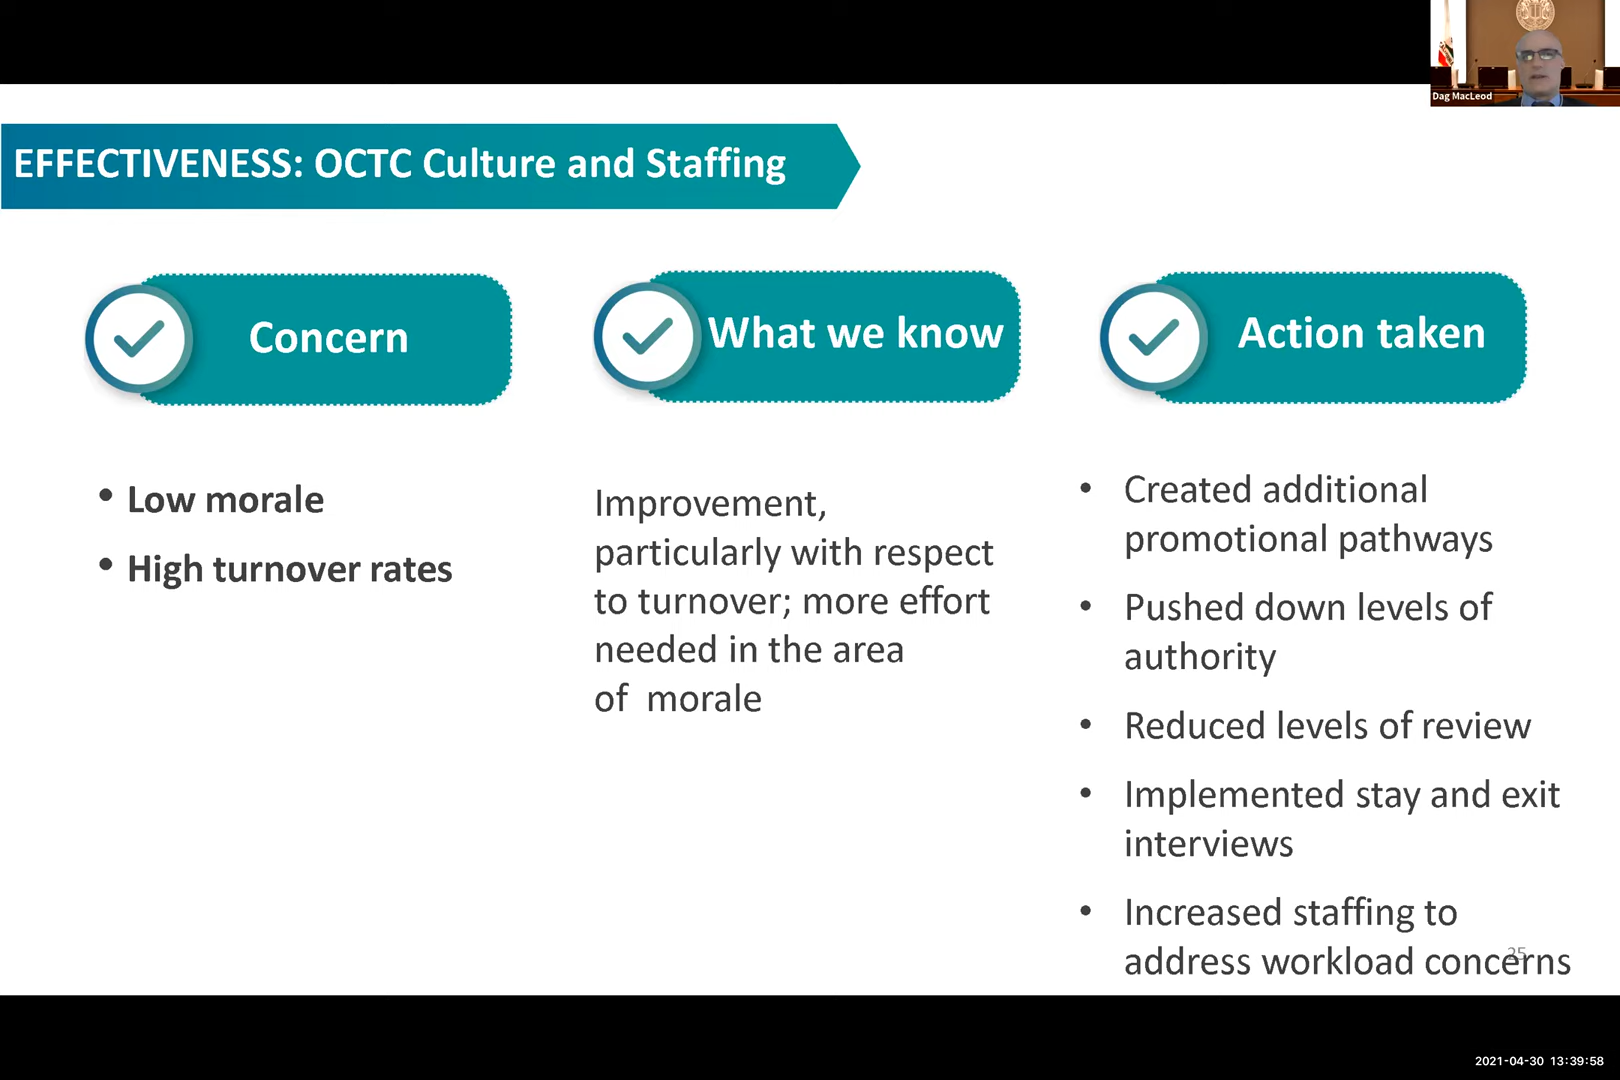 Dag MacLeod
EFFECTIVENESS: OCTC Culture and Staffing
Concern
• Low morale
• High turnover rates
What we know
Improvement,
particularly with respect
to turnover; more effort
needed in the area
of  morale
Action taken
• Created additional
promotional pathways
• Pushed down levels of
authority
• Reduced levels of review
• Implemented stay and exit
interviews
• Increased staffing to
address workload concerns
25
2021-04-30 13:39:58